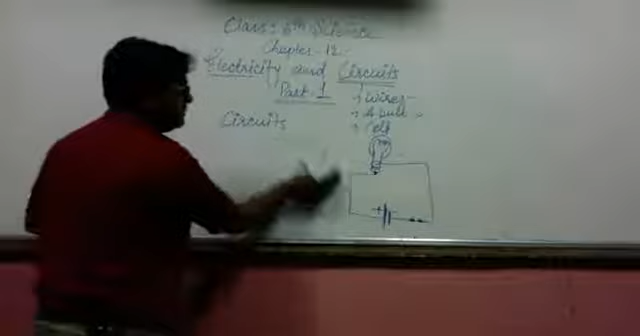 Class 6th Science
Chapter - 12
Electricity and Circuits
Part - 1
Circuits
→ Wires
→ A bulb
→ Cell
+ -